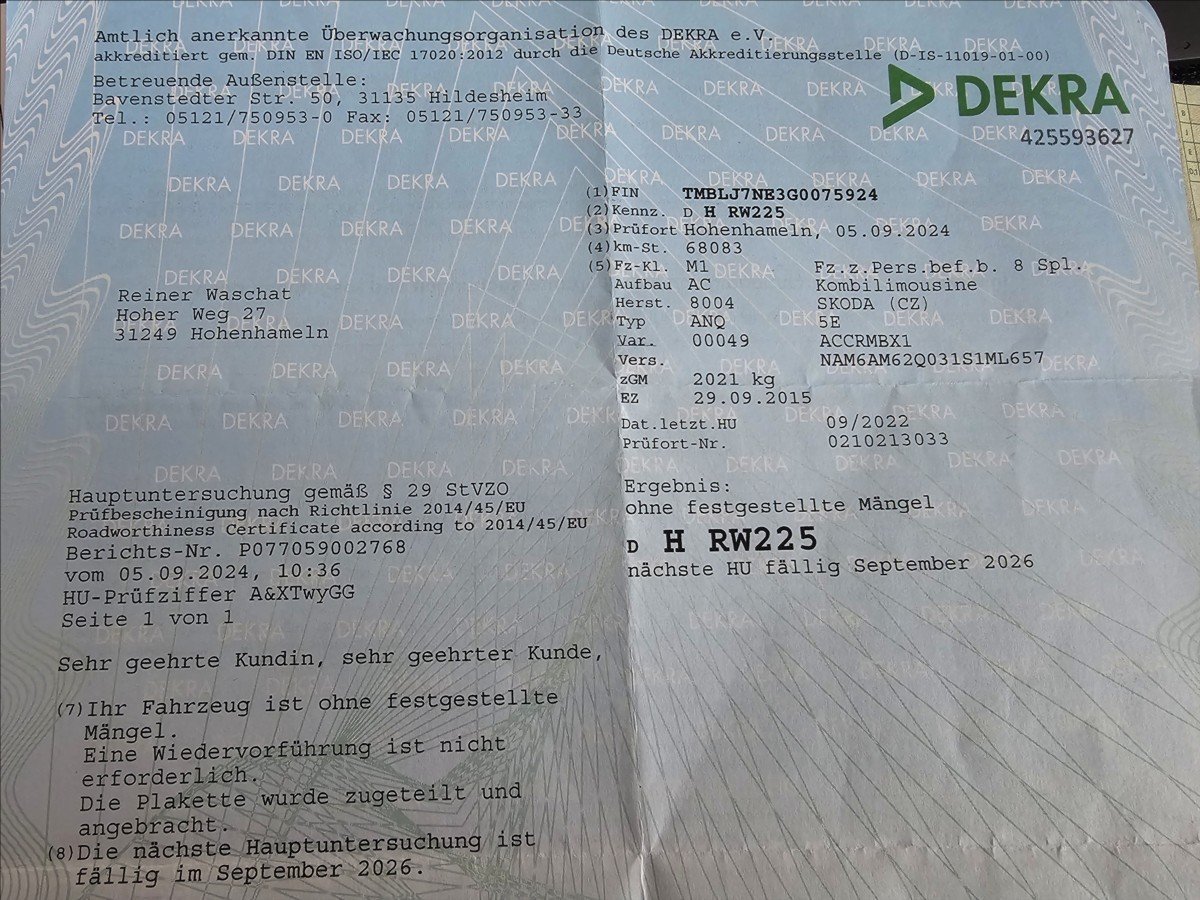 Amtlich anerkannte Überwachungsorganisation des DEKRA e.V.
akkreditiert gem. DIN EN ISO/IEC 17020:2012 durch die Deutsche Akkreditierungsstelle (D-IS-11019-01-00)
Betreuende Außenstelle:
Bavenstedter Str. 50, 31135 Hildesheim
Tel.: 05121/750953-0 Fax: 05121/750953-33
DEKRA
425593627
(1) FIN TMBLJ7NE3G0075924
(2) Kennz. D H RW225
(3) Prüfort Hohenhameln, 05.09.2024
(4) km-St. 68083
(5) Fz-Kl. M1 Fz.z.Pers.bef.b. 8 Spl.
Aufbau AC Kombilimousine
Herst. 8004 SKODA (CZ)
Typ ANQ 5E
Var. 00049 ACCRMBX1
Vers. NAM6AM62Q031S1ML657
zGM 2021 kg
EZ 29.09.2015
Dat.letzt.HU 09/2022
Prüfort-Nr. 0210213033
Reiner Waschat
Hoher Weg 27
31249 Hohenhameln
Hauptuntersuchung gemäß § 29 StVZO
Prüfbescheinigung nach Richtlinie 2014/45/EU
Roadworthiness Certificate according to 2014/45/EU
Berichts-Nr. P077059002768
vom 05.09.2024, 10:36
HU-Prüfziffer A&XTwyGG
Seite 1 von 1
Ergebnis:
ohne festgestellte Mängel
D H RW225
nächste HU fällig September 2026
Sehr geehrte Kundin, sehr geehrter Kunde,
(7) Ihr Fahrzeug ist ohne festgestellte
Mängel.
Eine Wiedervorführung ist nicht
erforderlich.
Die Plakette wurde zugeteilt und
angebracht.
(8) Die nächste Hauptuntersuchung ist
fällig im September 2026.